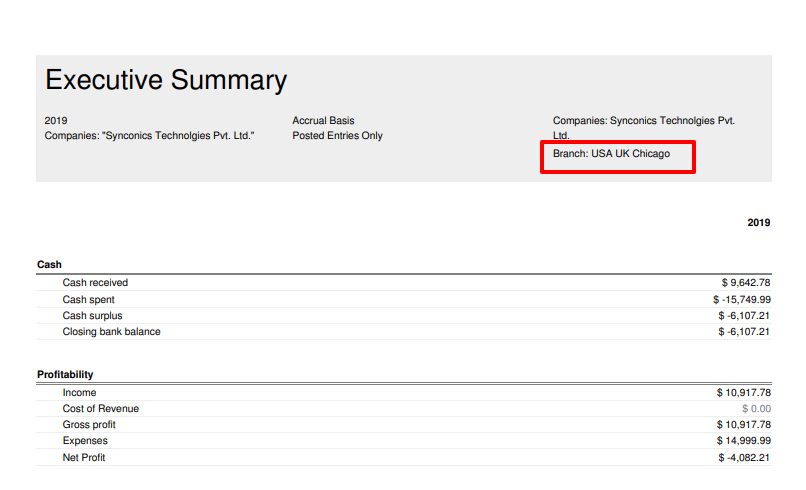 Executive Summary
2019
Companies: "Synconics Technolgies Pvt. Ltd."
Accrual Basis
Posted Entries Only
Companies: Synconics Technolgies Pvt.
Ltd.
Branch: USA UK Chicago
2019
Cash
Cash received $ 9,642.78
Cash spent $ -15,749.99
Cash surplus $ -6,107.21
Closing bank balance $ -6,107.21
Profitability
Income $ 10,917.78
Cost of Revenue $ 0.00
Gross profit $ 10,917.78
Expenses $ 14,999.99
Net Profit $ -4,082.21